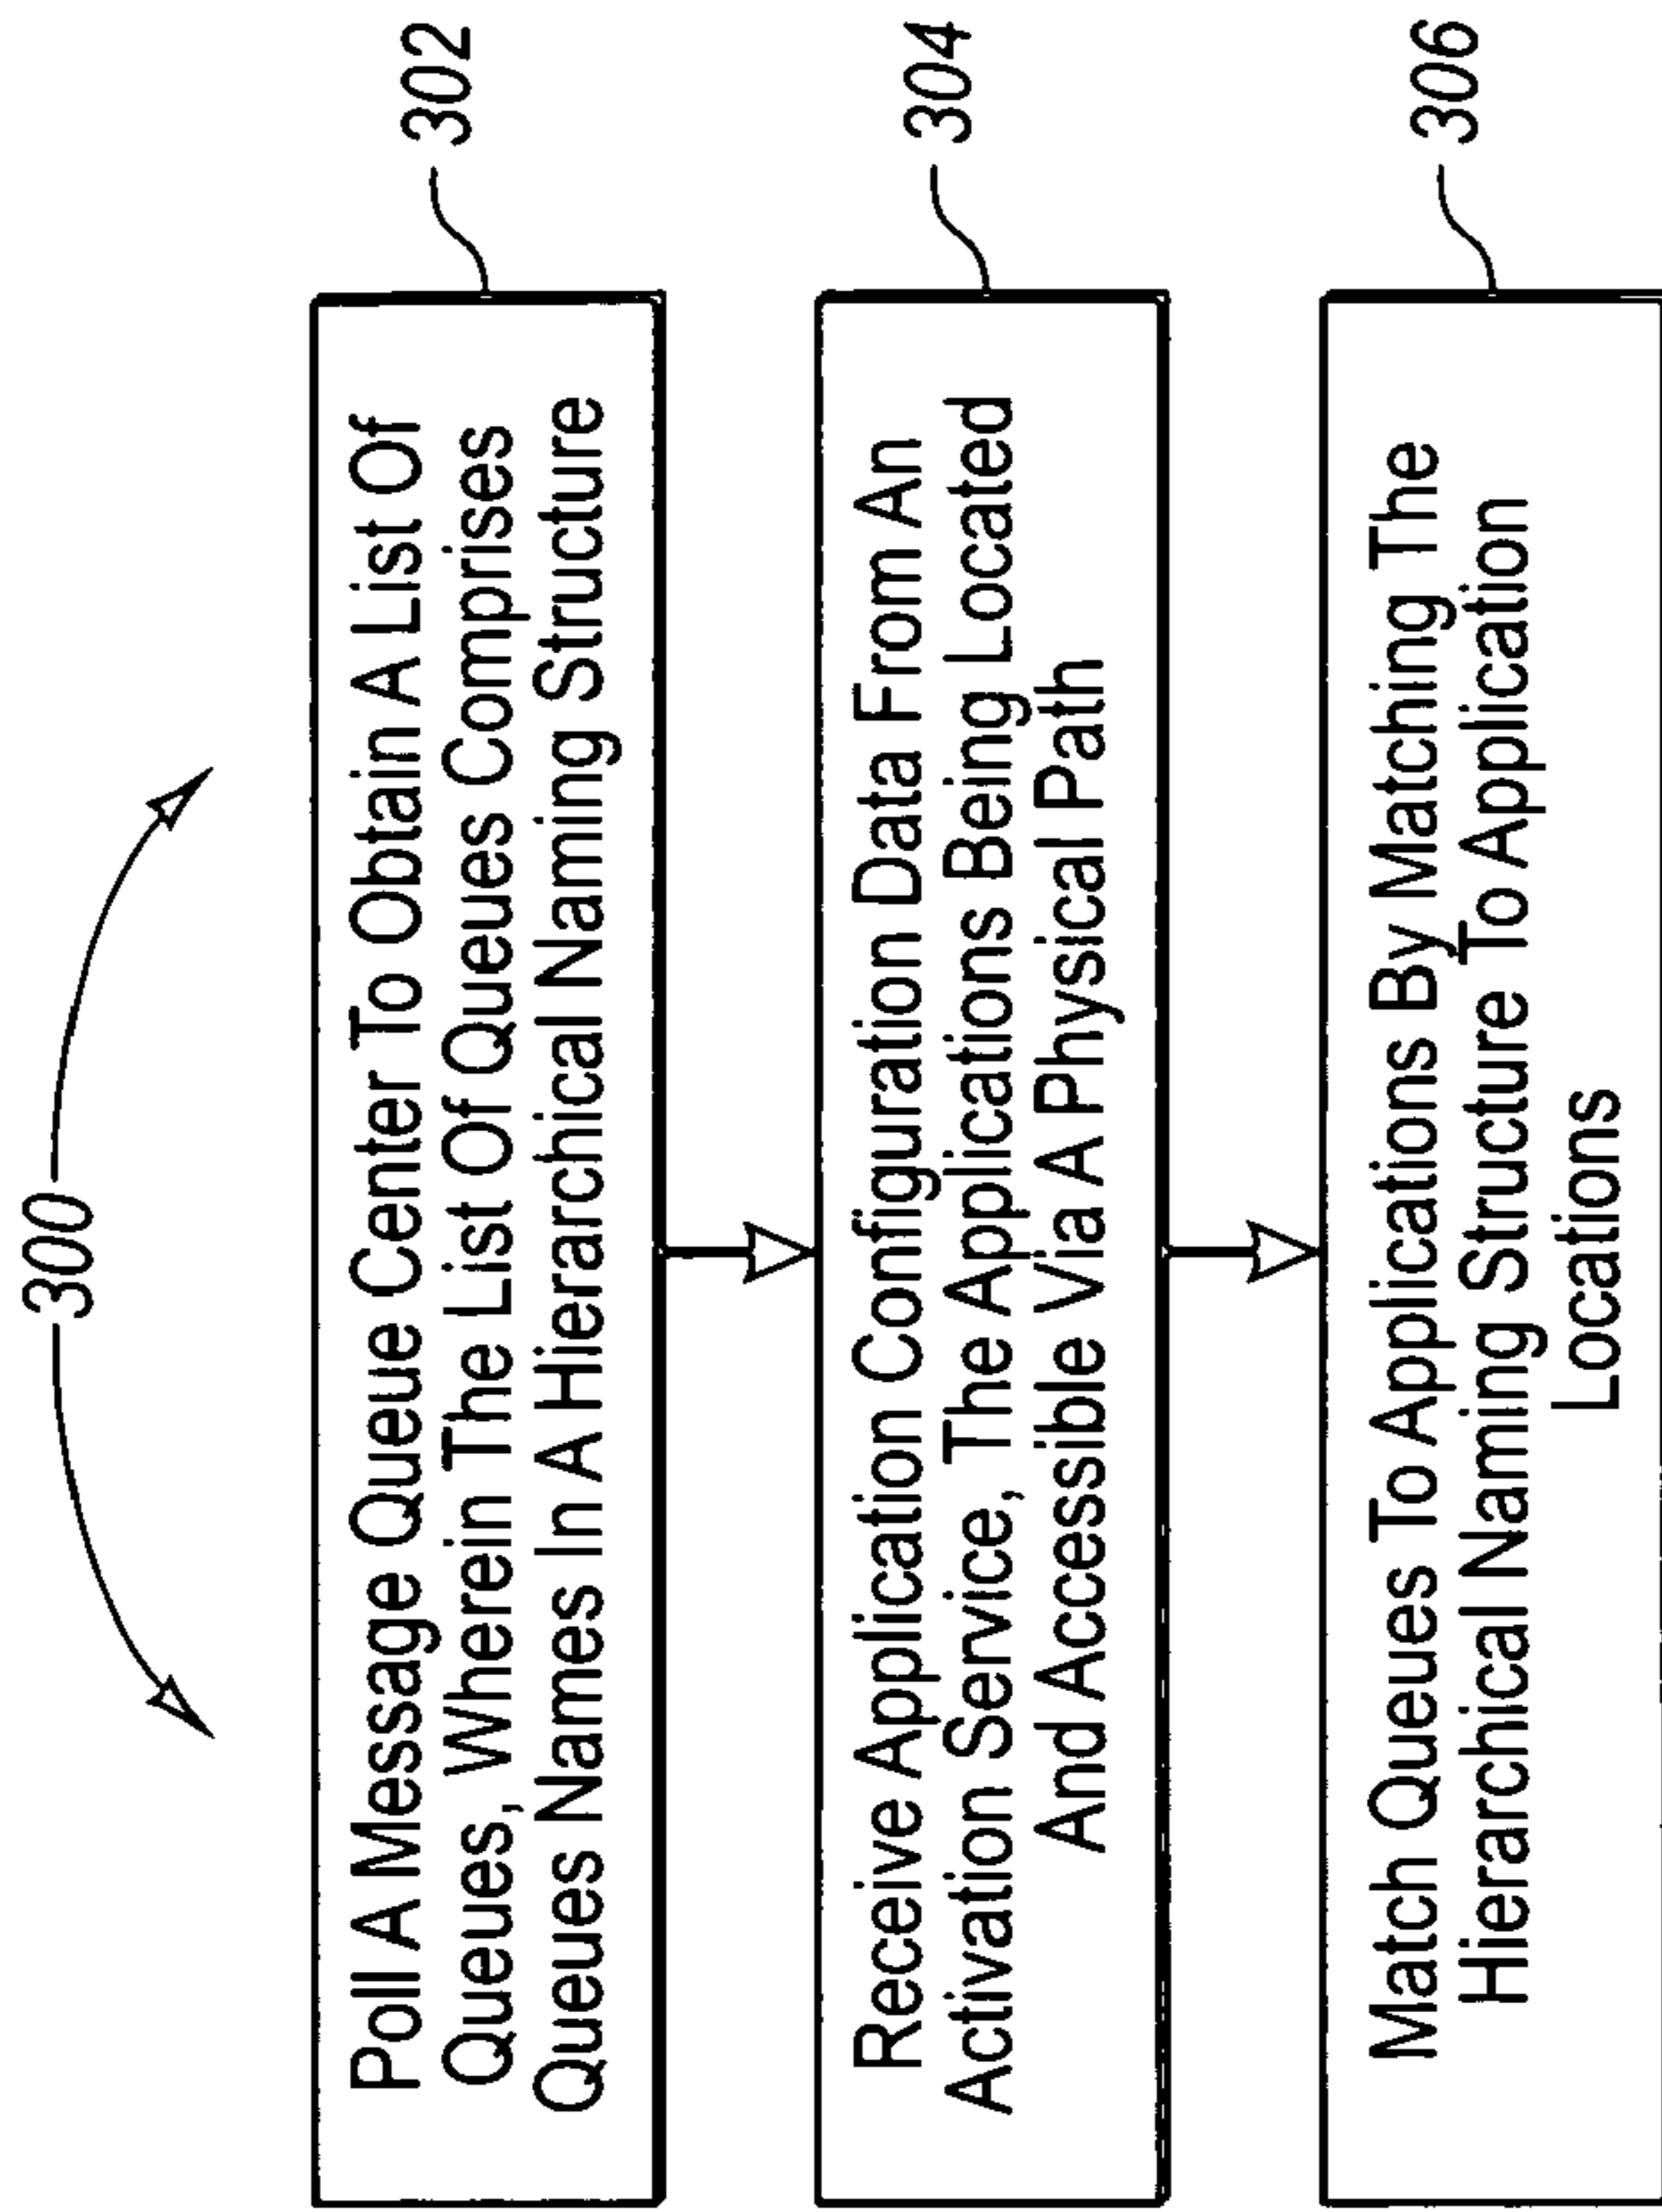 300
Poll A Message Queue Center To Obtain A List Of
Queues, Wherein The List Of Queues Comprises
Queues Names In A Hierarchical Naming Structure
302
Receive Application Configuration Data From An
Activation Service, The Applications Being Located
And Accessible Via A Physical Path
304
Match Queues To Applications By Matching The
Hierarchical Naming Structure To Application
Locations
306